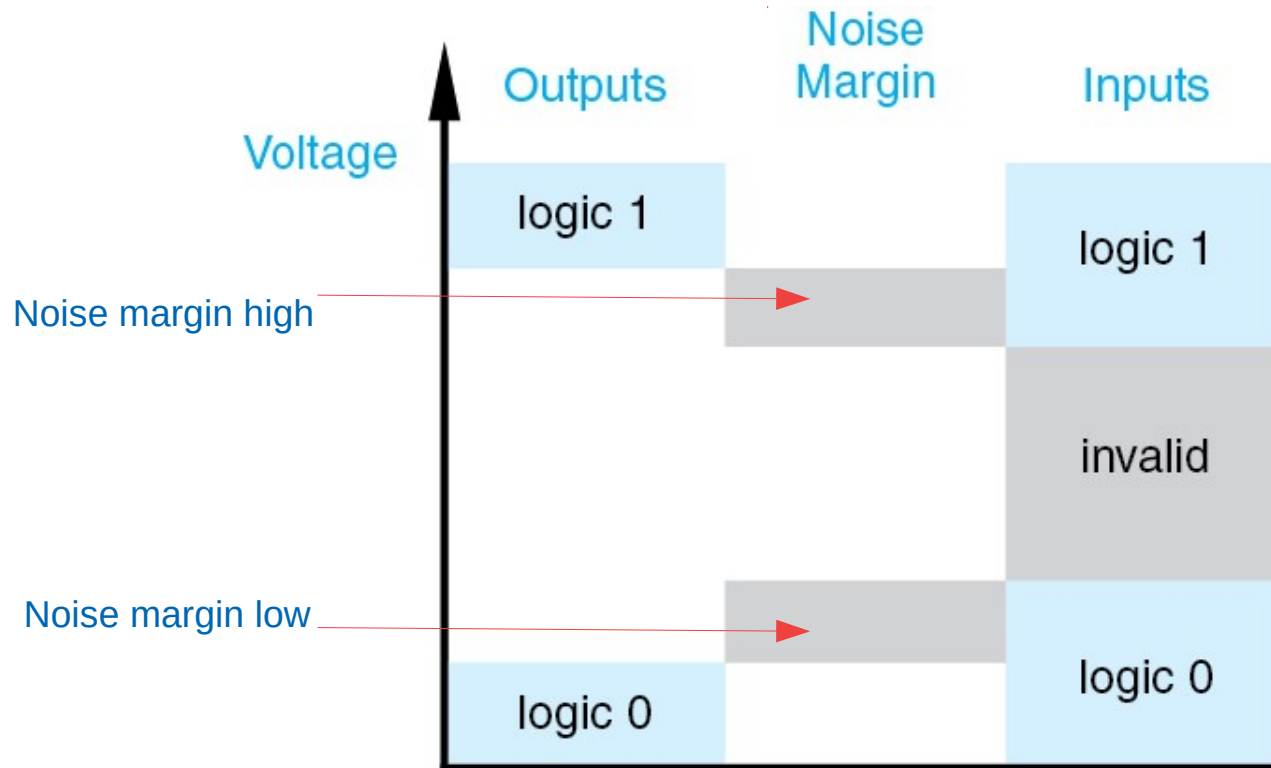 Noise
Margin
Outputs
Inputs
Voltage
logic 1
logic 1
Noise margin high
invalid
Noise margin low
logic 0
logic 0